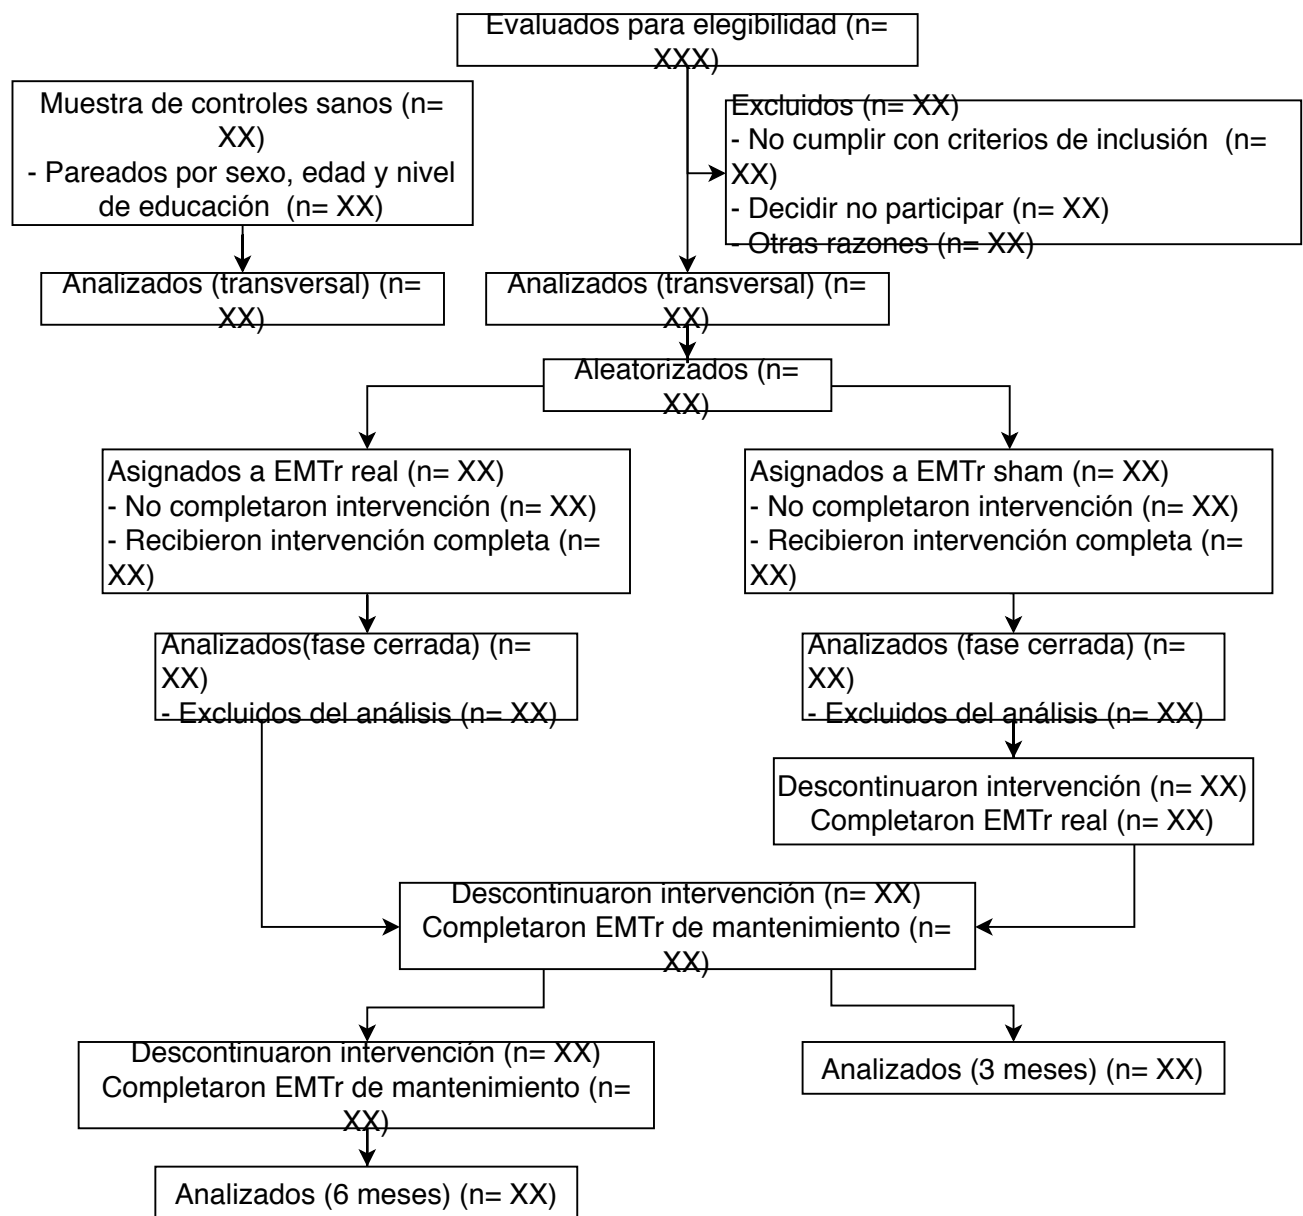 Evaluados para elegibilidad (n=
XXX)
Muestra de controles sanos (n=
XX)
- Pareados por sexo, edad y nivel
de educación (n= XX)
Excluidos (n= XX)
- No cumplir con criterios de inclusión (n=
XX)
- Decidir no participar (n= XX)
- Otras razones (n= XX)
Analizados (transversal) (n=
XX)
Analizados (transversal) (n=
XX)
Aleatorizados (n=
XX)
Asignados a EMTr real (n= XX)
- No completaron intervención (n= XX)
- Recibieron intervención completa (n=
XX)
Asignados a EMTr sham (n= XX)
- No completaron intervención (n= XX)
- Recibieron intervención completa (n=
XX)
Analizados(fase cerrada) (n=
XX)
- Excluidos del análisis (n= XX)
Analizados (fase cerrada) (n=
XX)
- Excluidos del análisis (n= XX)
Descontinuaron intervención (n= XX)
Completaron EMTr real (n= XX)
Descontinuaron intervención (n= XX)
Completaron EMTr de mantenimiento (n=
XX)
Descontinuaron intervención (n= XX)
Completaron EMTr de mantenimiento (n=
XX)
Analizados (3 meses) (n= XX)
Analizados (6 meses) (n= XX)